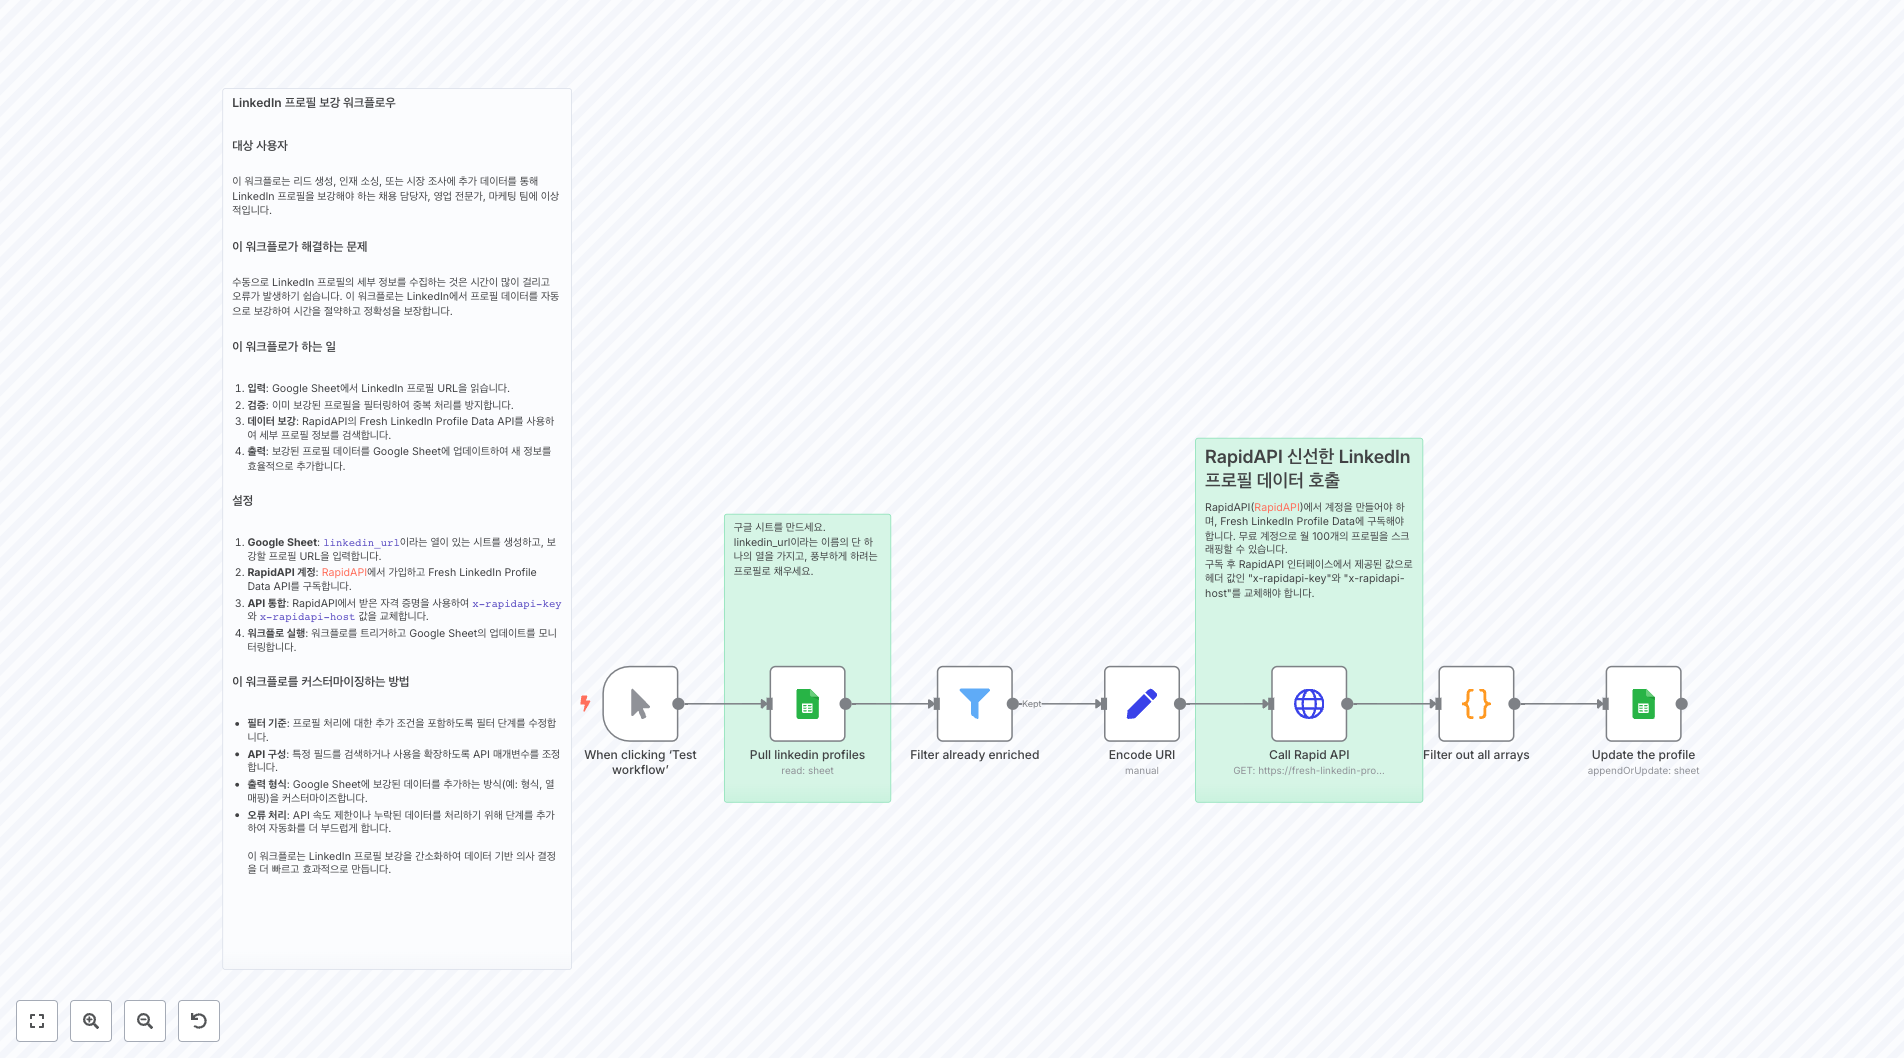 LinkedIn 프로필 보강 워크플로우
대상 사용자
이 워크플로는 리드 생성, 인재 소싱, 또는 시장 조사에 추가 데이터를 통해
LinkedIn 프로필을 보강해야 하는 채용 담당자, 영업 전문가, 마케팅 팀에 이상
적입니다.
이 워크플로가 해결하는 문제
수동으로 LinkedIn 프로필의 세부 정보를 수집하는 것은 시간이 많이 걸리고
오류가 발생하기 쉽습니다. 이 워크플로는 LinkedIn에서 프로필 데이터를 자동
으로 보강하여 시간을 절약하고 정확성을 보장합니다.
이 워크플로가 하는 일
1. 입력: Google Sheet에서 LinkedIn 프로필 URL을 읽습니다.
2. 검증: 이미 보강된 프로필을 필터링하여 중복 처리를 방지합니다.
3. 데이터 보강: RapidAPI의 Fresh LinkedIn Profile Data API를 사용하
여 세부 프로필 정보를 검색합니다.
4. 출력: 보강된 프로필 데이터를 Google Sheet에 업데이트하여 새 정보를
효율적으로 추가합니다.
설정
1. Google Sheet: linkedin_url이라는 열이 있는 시트를 생성하고, 보
강할 프로필 URL을 입력합니다.
2. RapidAPI 계정: RapidAPI에서 가입하고 Fresh LinkedIn Profile
Data API를 구독합니다.
3. API 통합: RapidAPI에서 받은 자격 증명을 사용하여 x-rapidapi-key
와 x-rapidapi-host 값을 교체합니다.
4. 워크플로 실행: 워크플로를 트리거하고 Google Sheet의 업데이트를 모니
터링합니다.
이 워크플로를 커스터마이징하는 방법
• 필터 기준: 프로필 처리에 대한 추가 조건을 포함하도록 필터 단계를 수정합
니다.
• API 구성: 특정 필드를 검색하거나 사용을 확장하도록 API 매개변수를 조정
합니다.
• 출력 형식: Google Sheet에 보강된 데이터를 추가하는 방식(예: 형식, 열
매핑)을 커스터마이즈합니다.
• 오류 처리: API 속도 제한이나 누락된 데이터를 처리하기 위해 단계를 추가
하여 자동화를 더 부드럽게 합니다.
이 워크플로는 LinkedIn 프로필 보강을 간소화하여 데이터 기반 의사 결정
을 더 빠르고 효과적으로 만듭니다.
구글 시트를 만드세요.
linkedin_url이라는 이름의 단 하
나의 열을 가지고, 풍부하게 하려는
프로필로 채우세요.
RapidAPI 신선한 LinkedIn
프로필 데이터 호출
RapidAPI(RapidAPI)에서 계정을 만들어야 하
며, Fresh LinkedIn Profile Data에 구독해야
합니다. 무료 계정으로 월 100개의 프로필을 스크
래핑할 수 있습니다.
구독 후 RapidAPI 인터페이스에서 제공된 값으로
헤더 값인 "x-rapidapi-key"와 "x-rapidapi-
host"를 교체해야 합니다.
Kept
When clicking ‘Test
workflow’
Pull linkedin profiles
read: sheet
Filter already enriched
Encode URI
manual
Call Rapid API
GET: https://fresh-linkedin-pro...
Filter out all arrays
Update the profile
appendOrUpdate: sheet